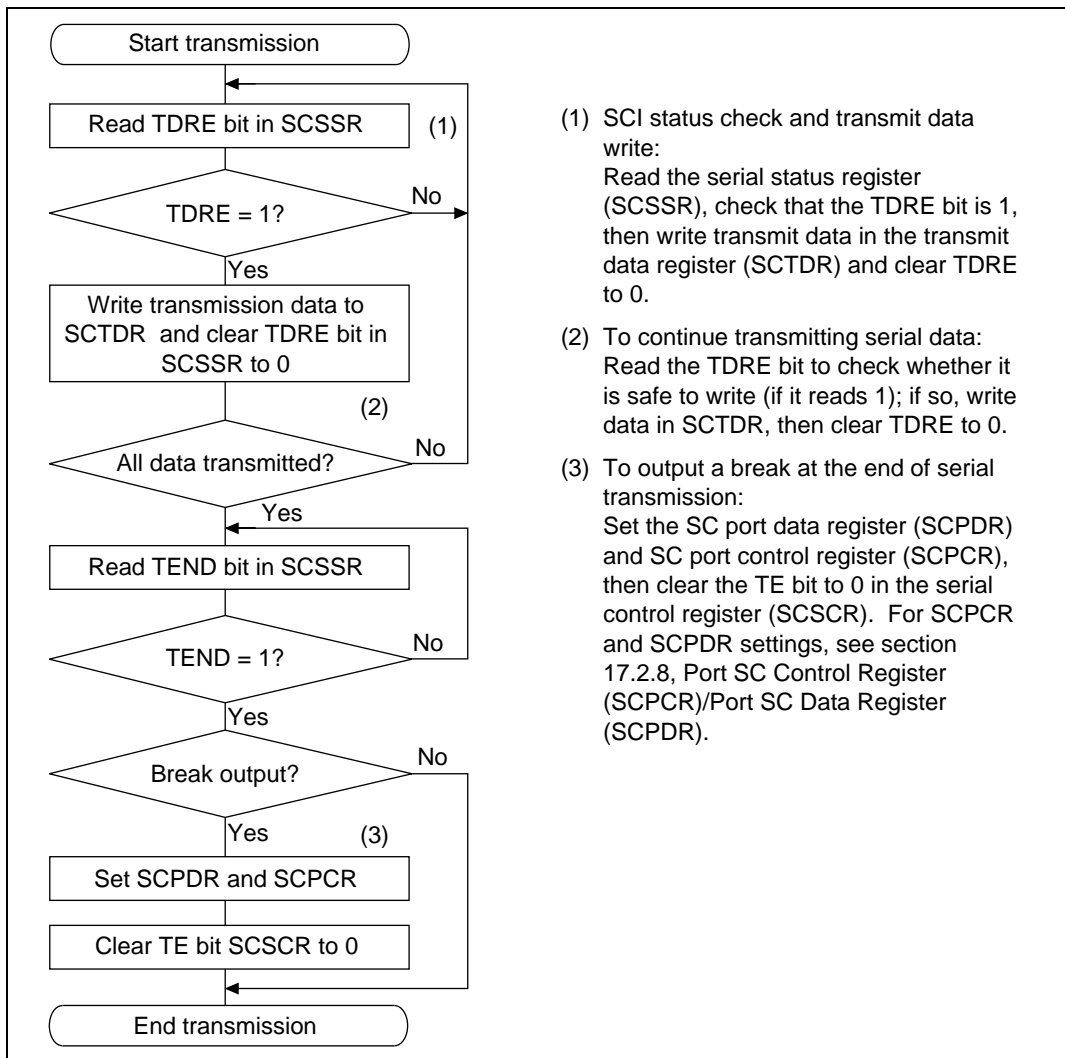 Start transmission
Read TDRE bit in SCSSR
(1)
TDRE = 1?
No
Yes
Write transmission data to
SCTDR and clear TDRE bit in
SCSSR to 0
(2)
All data transmitted?
No
Yes
Read TEND bit in SCSSR
TEND = 1?
No
Yes
Break output?
No
Yes
(3)
Set SCPDR and SCPCR
Clear TE bit SCSCR to 0
End transmission
(1) SCI status check and transmit data
write:
Read the serial status register
(SCSSR), check that the TDRE bit is 1,
then write transmit data in the transmit
data register (SCTDR) and clear TDRE
to 0.
(2) To continue transmitting serial data:
Read the TDRE bit to check whether it
is safe to write (if it reads 1); if so, write
data in SCTDR, then clear TDRE to 0.
(3) To output a break at the end of serial
transmission:
Set the SC port data register (SCPDR)
and SC port control register (SCPCR),
then clear the TE bit to 0 in the serial
control register (SCSCR). For SCPCR
and SCPDR settings, see section
17.2.8, Port SC Control Register
(SCPCR)/Port SC Data Register
(SCPDR).